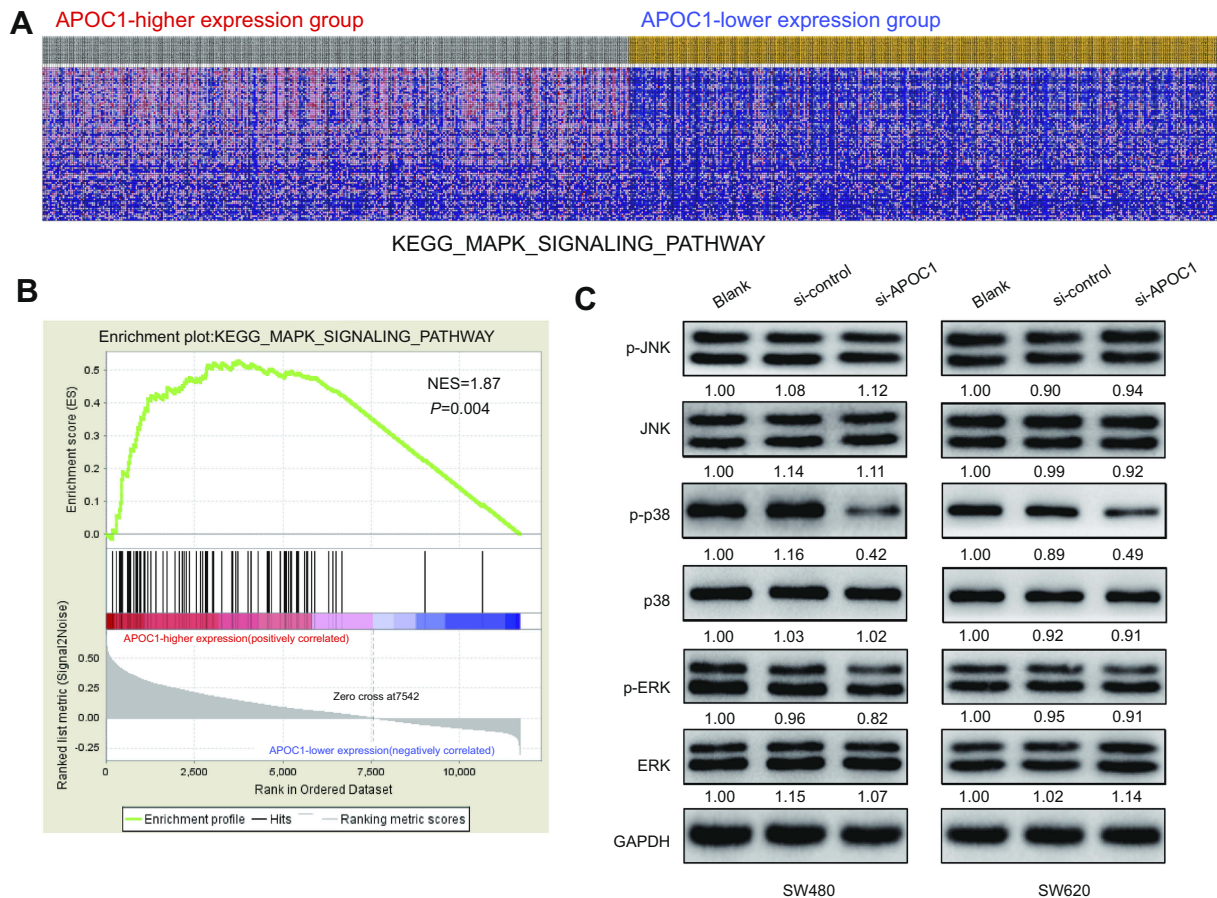 A
APOC1-higher expression group
APOC1-lower expression group
KEGG_MAPK_SIGNALING_PATHWAY
B
Enrichment plot:KEGG_MAPK_SIGNALING_PATHWAY
NES=1.87
P=0.004
Enrichment score (ES)
0.5
0.4
0.3
0.2
0.1
0.0
APOC1-higher expression(positively correlated)
Ranked list metric (Signal2Noise)
0.50
0.25
0.00
-0.25
Zero cross at7542
APOC1-lower expression(negatively correlated)
0 2,500 5,000 7,500 10,000
Rank in Ordered Dataset
Enrichment profile Hits Ranking metric scores
C
Blank si-control si-APOC1 Blank si-control si-APOC1
p-JNK
1.00 1.08 1.12 1.00 0.90 0.94
JNK
1.00 1.14 1.11 1.00 0.99 0.92
p-p38
1.00 1.16 0.42 1.00 0.89 0.49
p38
1.00 1.03 1.02 1.00 0.92 0.91
p-ERK
1.00 0.96 0.82 1.00 0.95 0.91
ERK
1.00 1.15 1.07 1.00 1.02 1.14
GAPDH
SW480 SW620